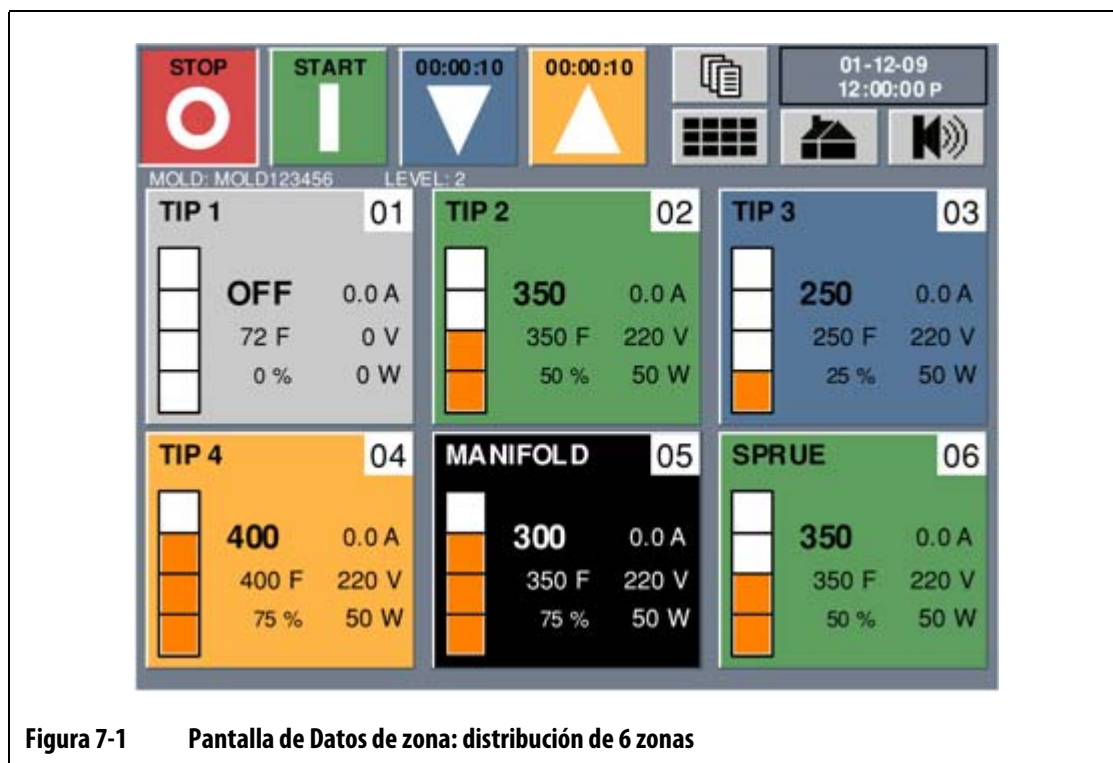 STOP START 00:00:10 00:00:10 01-12-09
12:00:00 P
MOLD: MOLD123456 LEVEL: 2
TIP 1 01 TIP 2 02 TIP 3 03
OFF 0.0 A 350 0.0 A 250 0.0 A
72 F 0 V 350 F 220 V 250 F 220 V
0 % 0 W 50 % 50 W 25 % 50 W
TIP 4 04 MANIFOLD 05 SPRUE 06
400 0.0 A 300 0.0 A 350 0.0 A
400 F 220 V 350 F 220 V 350 F 220 V
75 % 50 W 75 % 50 W 50 % 50 W
Figura 7-1 Pantalla de Datos de zona: distribución de 6 zonas